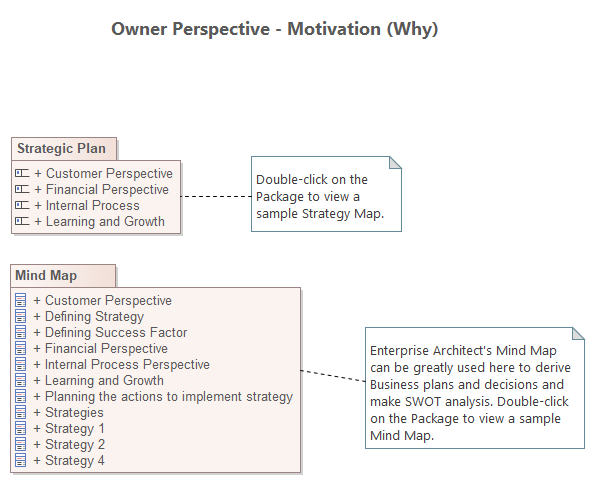 Owner Perspective - Motivation (Why)
Strategic Plan
+ Customer Perspective
+ Financial Perspective
+ Internal Process
+ Learning and Growth
Double-click on the
Package to view a
sample Strategy Map.
Mind Map
+ Customer Perspective
+ Defining Strategy
+ Defining Success Factor
+ Financial Perspective
+ Internal Process Perspective
+ Learning and Growth
+ Planning the actions to implement strategy
+ Strategies
+ Strategy 1
+ Strategy 2
+ Strategy 4
Enterprise Architect's Mind Map
can be greatly used here to derive
Business plans and decisions and
make SWOT analysis. Double-click
on the Package to view a sample
Mind Map.